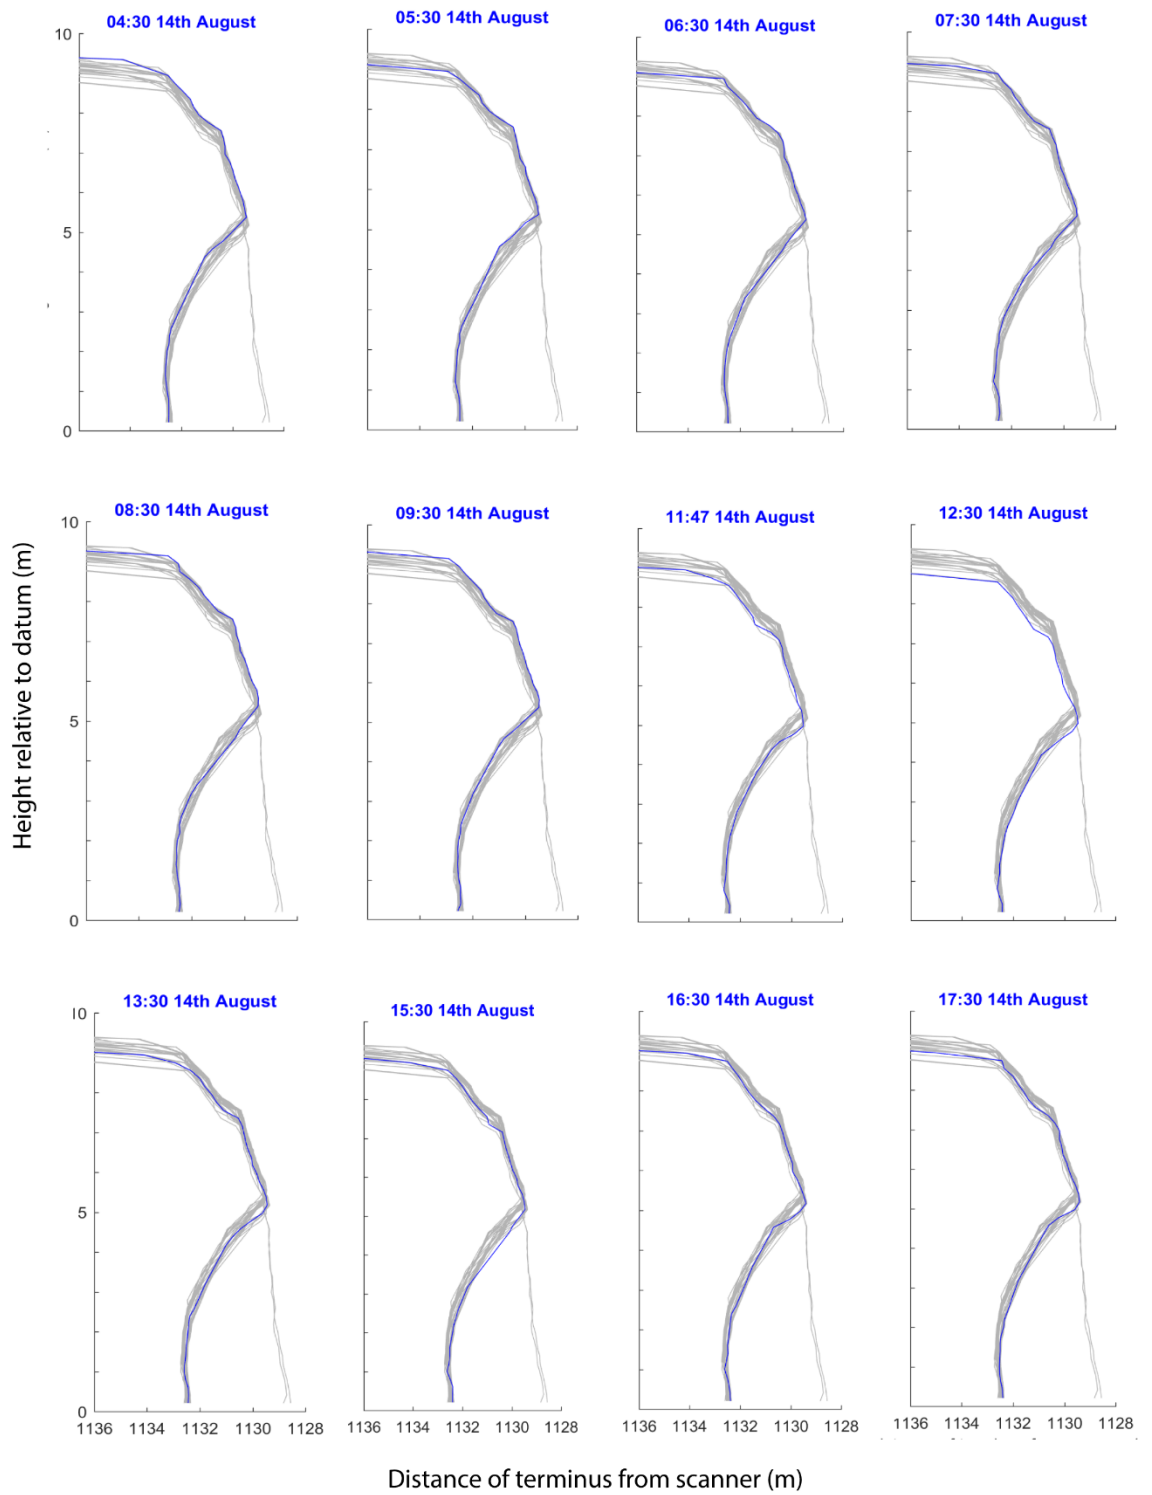 04:30 14th August
05:30 14th August
06:30 14th August
07:30 14th August
10
5
0
08:30 14th August
09:30 14th August
11:47 14th August
12:30 14th August
10
5
0
Height relative to datum (m)
13:30 14th August
15:30 14th August
16:30 14th August
17:30 14th August
10
5
0
1136 1134 1132 1130 1128
1136 1134 1132 1130 1128
1136 1134 1132 1130 1128
1136 1134 1132 1130 1128
Distance of terminus from scanner (m)